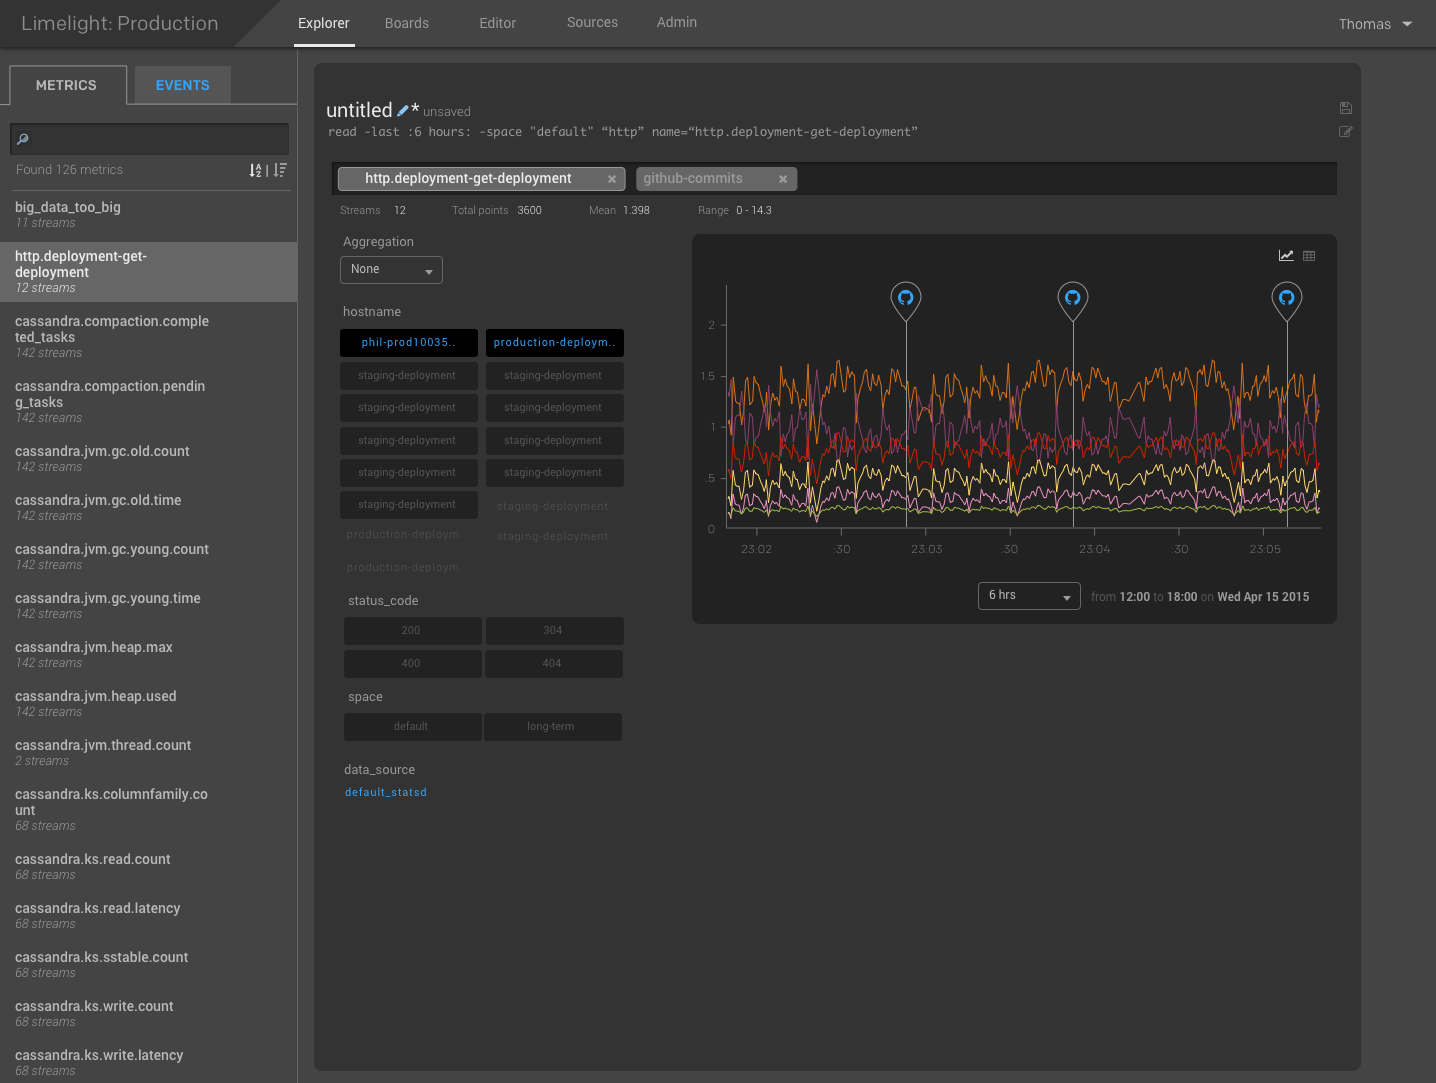 Limelight: Production
Explorer
Boards
Editor
Sources
Admin
Thomas
METRICS
EVENTS
Found 126 metrics
big_data_too_big
11 streams
http.deployment-get-
deployment
12 streams
cassandra.compaction.comple
ted_tasks
142 streams
cassandra.compaction.pendin
g_tasks
142 streams
cassandra.jvm.gc.old.count
142 streams
cassandra.jvm.gc.old.time
142 streams
cassandra.jvm.gc.young.count
142 streams
cassandra.jvm.gc.young.time
142 streams
cassandra.jvm.heap.max
142 streams
cassandra.jvm.heap.used
142 streams
cassandra.jvm.thread.count
2 streams
cassandra.ks.columnfamily.co
unt
68 streams
cassandra.ks.read.count
68 streams
cassandra.ks.read.latency
68 streams
cassandra.ks.sstable.count
68 streams
cassandra.ks.write.count
68 streams
cassandra.ks.write.latency
68 streams
untitled * unsaved
read -last :6 hours: -space "default" “http” name=“http.deployment-get-deployment”
http.deployment-get-deployment ×
github-commits ×
Streams 12 Total points 3600 Mean 1.398 Range 0 - 14.3
Aggregation
None
hostname
phil-prod10035.. production-deploym..
staging-deployment staging-deployment
staging-deployment staging-deployment
staging-deployment staging-deployment
staging-deployment staging-deployment
staging-deployment staging-deployment
production-deploym.. staging-deployment
production-deploym..
status_code
200 304
400 404
space
default long-term
data_source
default_statsd
2
1.5
1
.5
0
23:02 :30 23:03 :30 23:04 :30 23:05
6 hrs
from 12:00 to 18:00 on Wed Apr 15 2015